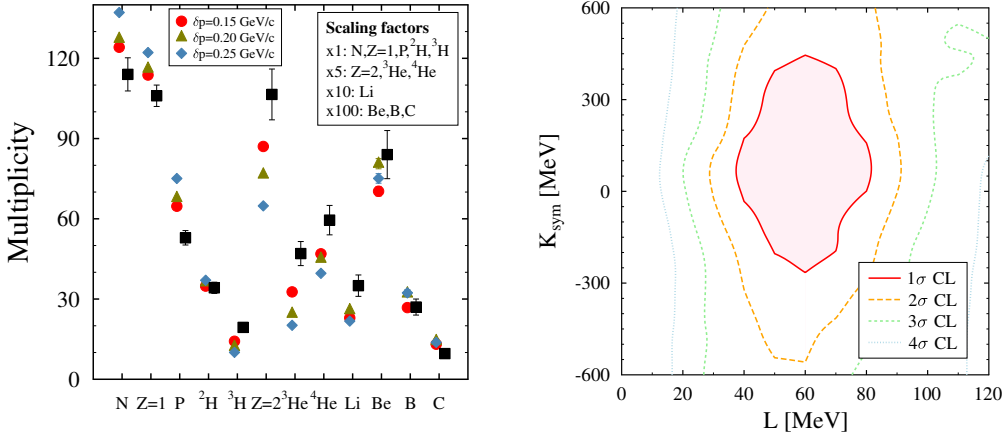 Multiplicity
120
90
60
30
0
δp=0.15 GeV/c
δp=0.20 GeV/c
δp=0.25 GeV/c
Scaling factors
x1: N,Z=1,P,²H,³H
x5: Z=2,³He,⁴He
x10: Li
x100: Be,B,C
N Z=1 P ²H ³H Z=2 ³He ⁴He Li Be B C
K_sym [MeV]
600
300
0
-300
-600
1σ CL
2σ CL
3σ CL
4σ CL
0 20 40 60 80 100 120
L [MeV]